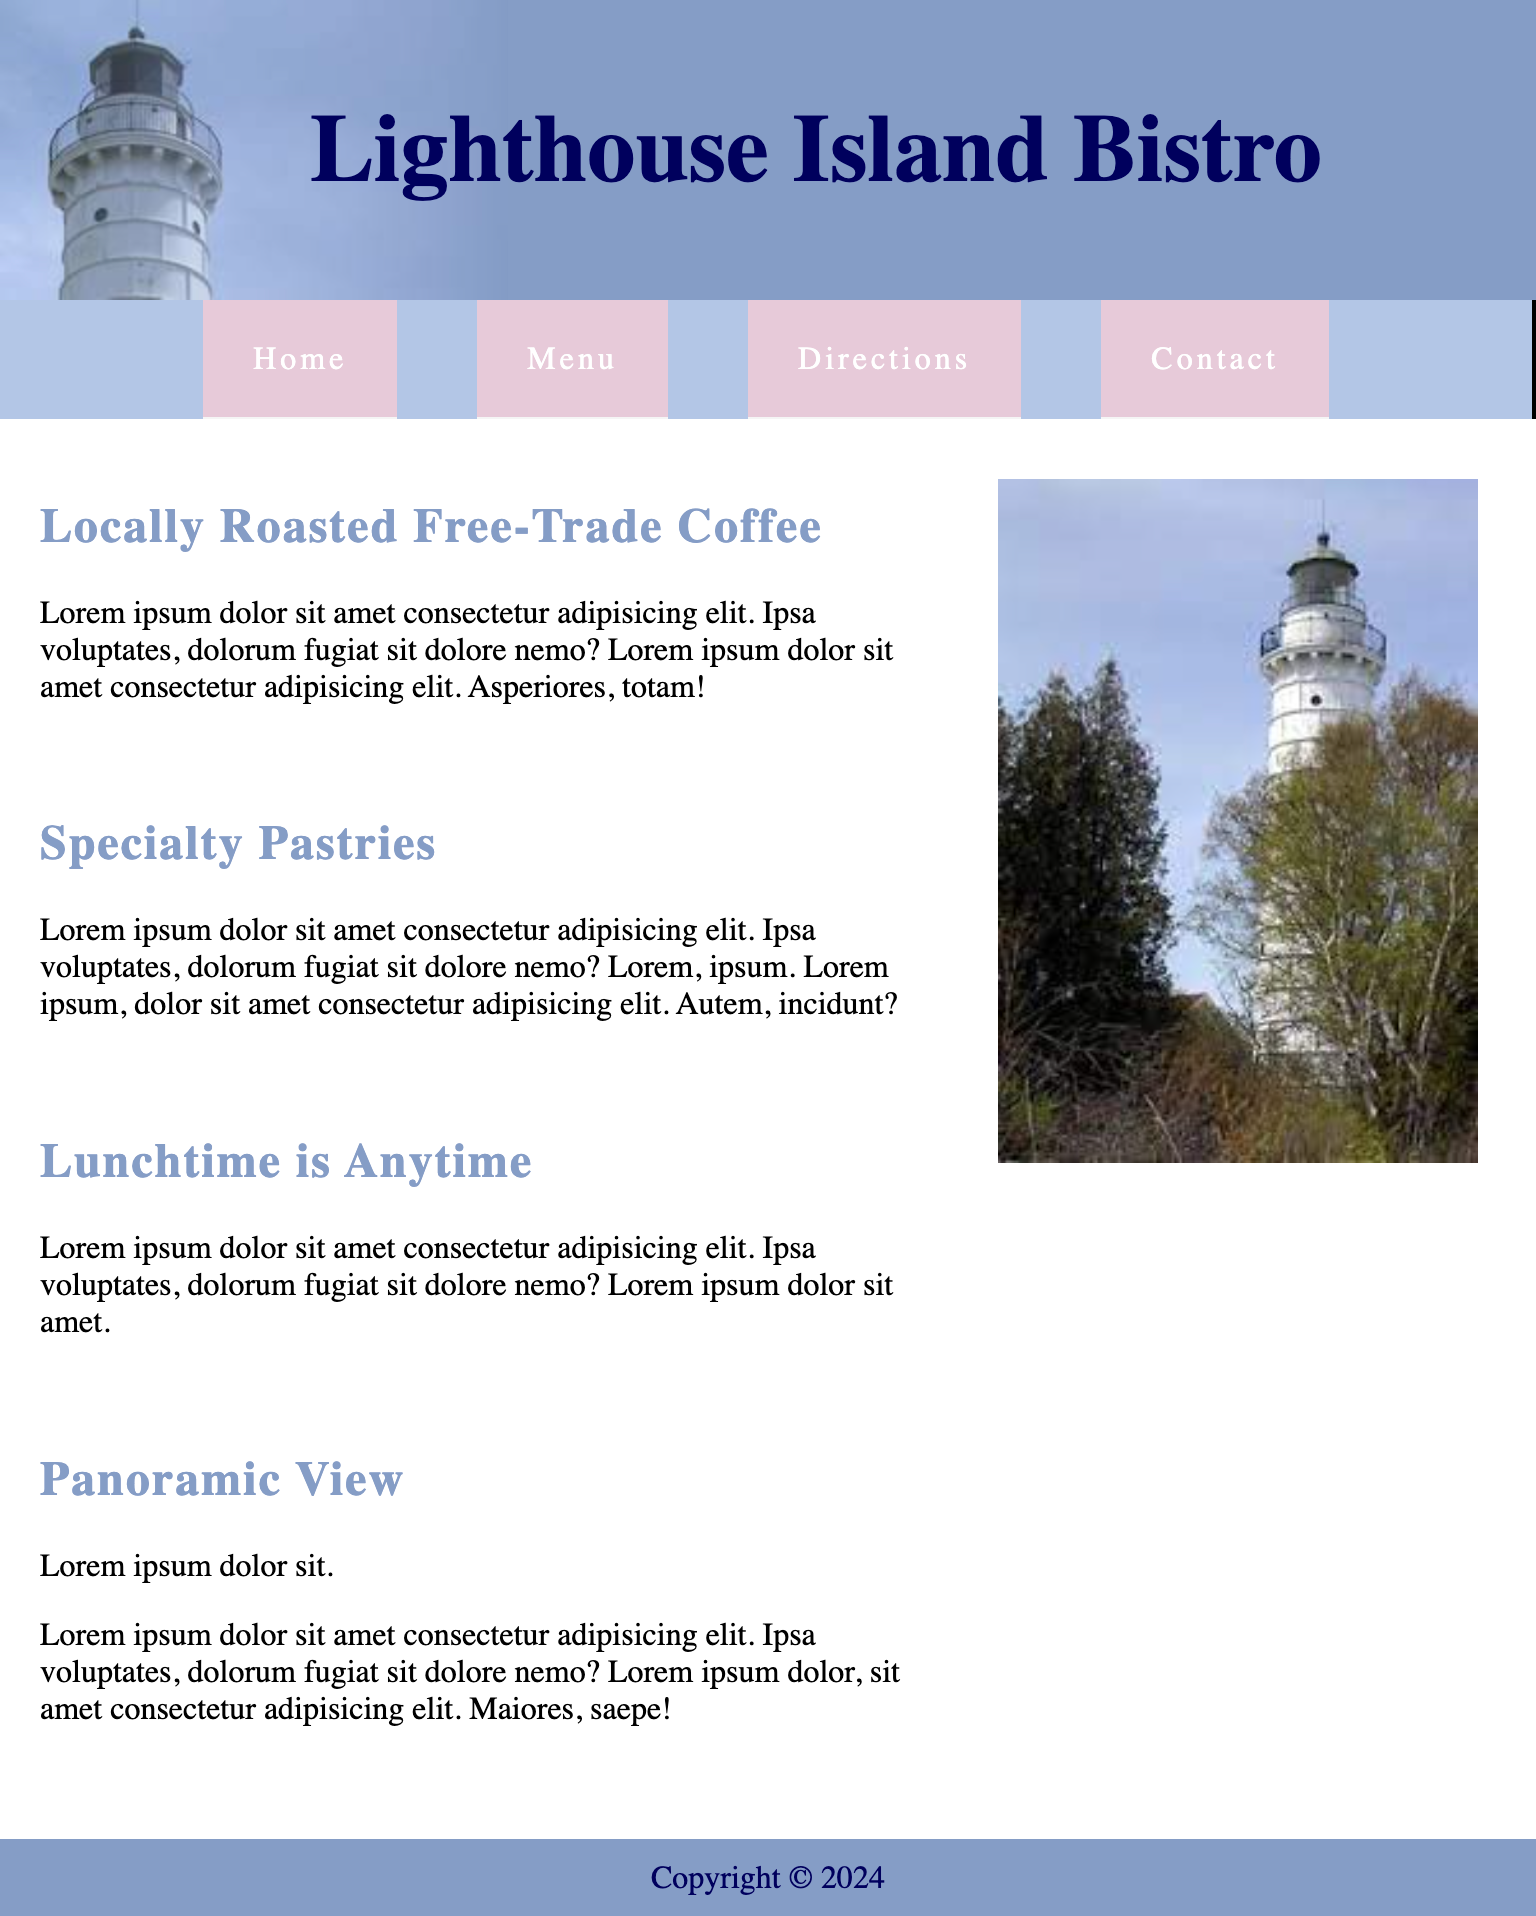 Lighthouse Island Bistro
Home
Menu
Directions
Contact
Locally Roasted Free-Trade Coffee
Lorem ipsum dolor sit amet consectetur adipisicing elit. Ipsa
voluptates, dolorum fugiat sit dolore nemo? Lorem ipsum dolor sit
amet consectetur adipisicing elit. Asperiores, totam!
Specialty Pastries
Lorem ipsum dolor sit amet consectetur adipisicing elit. Ipsa
voluptates, dolorum fugiat sit dolore nemo? Lorem, ipsum. Lorem
ipsum, dolor sit amet consectetur adipisicing elit. Autem, incidunt?
Lunchtime is Anytime
Lorem ipsum dolor sit amet consectetur adipisicing elit. Ipsa
voluptates, dolorum fugiat sit dolore nemo? Lorem ipsum dolor sit
amet.
Panoramic View
Lorem ipsum dolor sit.
Lorem ipsum dolor sit amet consectetur adipisicing elit. Ipsa
voluptates, dolorum fugiat sit dolore nemo? Lorem ipsum dolor, sit
amet consectetur adipisicing elit. Maiores, saepe!
Copyright © 2024